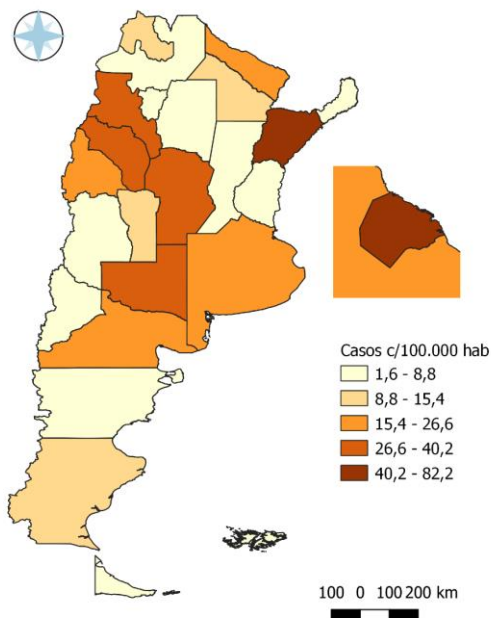 Casos c/100.000 hab
1,6 - 8,8
8,8 - 15,4
15,4 - 26,6
26,6 - 40,2
40,2 - 82,2
100 0 100 200 km